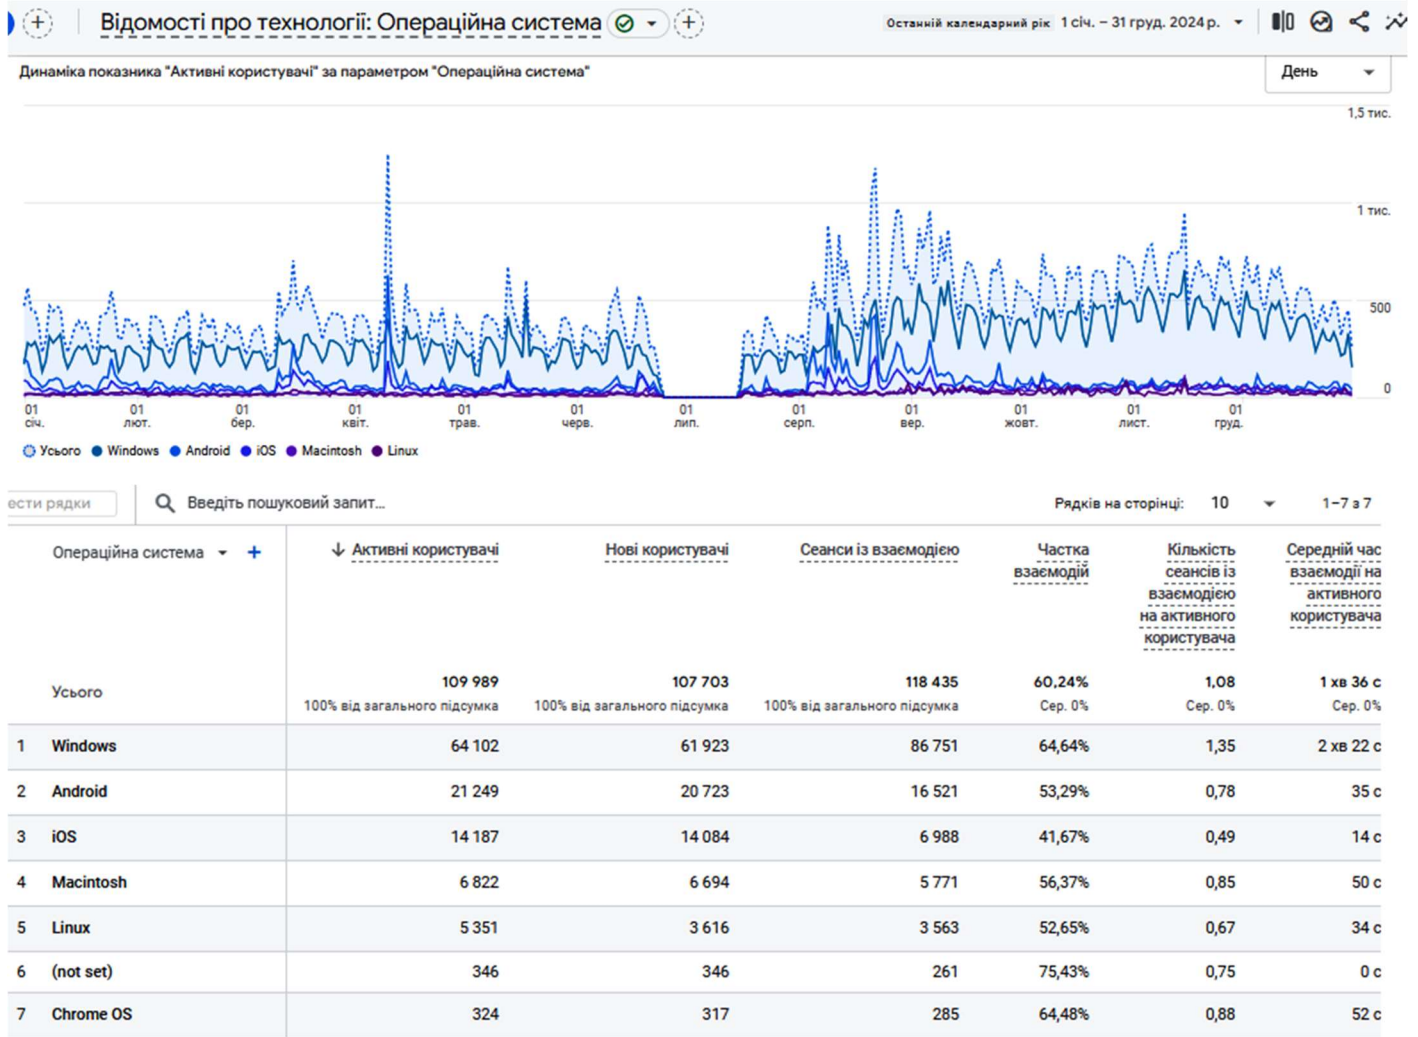 Відомості про технології: Операційна система
Останній календарний рік 1 січ. – 31 груд. 2024 р.
Динаміка показника "Активні користувачі" за параметром "Операційна система"
День
1,5 тис.
1 тис.
500
0
01 01 01 01 01 01 01 01 01 01 01 01
січ. лют. бер. квіт. трав. черв. лип. серп. вер. жовт. лист. груд.
Усього Windows Android iOS Macintosh Linux
ести рядки Введіть пошуковий запит... Рядків на сторінці: 10 1–7 з 7
Операційна система + ↓ Активні користувачі Нові користувачі Сеанси із взаємодією Частка Кількість Середній час
взаємодій сеансів із взаємодії на
взаємодією активного
на активного користувача
користувача
Усього 109 989 107 703 118 435 60,24% 1,08 1 хв 36 с
100% від загального підсумка 100% від загального підсумка 100% від загального підсумка Сер. 0% Сер. 0% Сер. 0%
1 Windows 64 102 61 923 86 751 64,64% 1,35 2 хв 22 с
2 Android 21 249 20 723 16 521 53,29% 0,78 35 с
3 iOS 14 187 14 084 6 988 41,67% 0,49 14 с
4 Macintosh 6 822 6 694 5 771 56,37% 0,85 50 с
5 Linux 5 351 3 616 3 563 52,65% 0,67 34 с
6 (not set) 346 346 261 75,43% 0,75 0 с
7 Chrome OS 324 317 285 64,48% 0,88 52 с